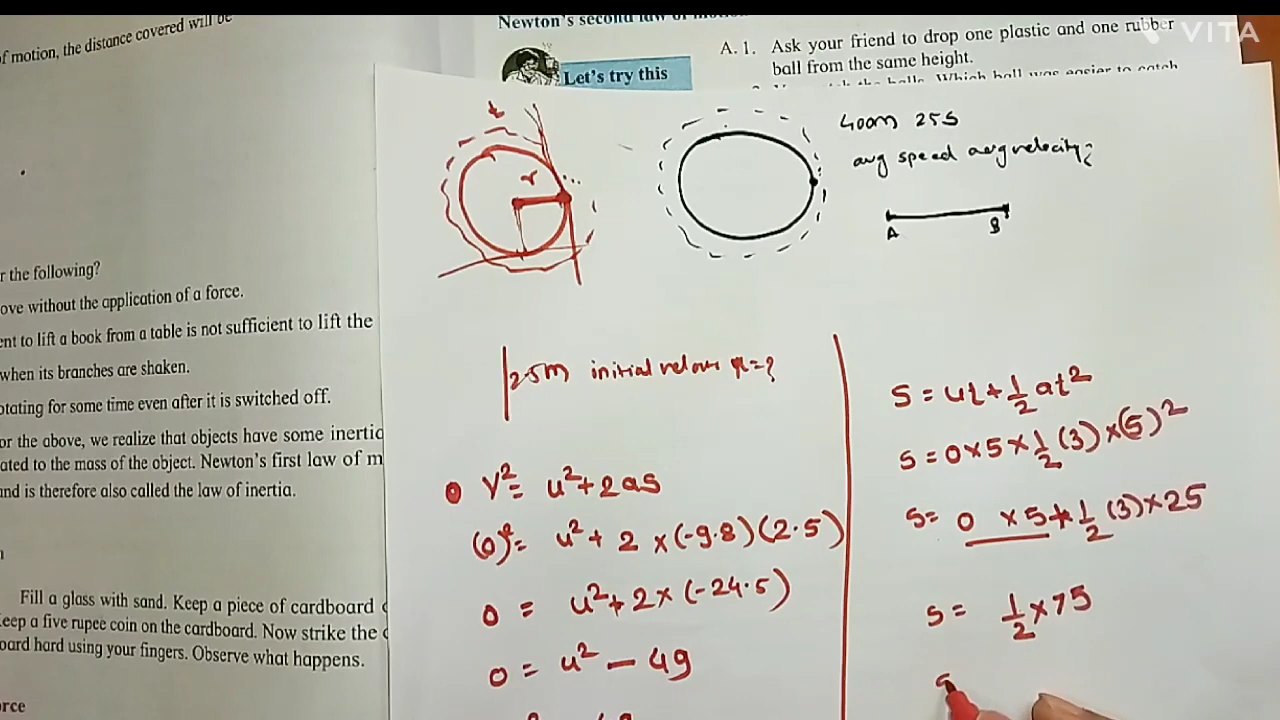 f motion, the distance covered will be
Newton's second law of motion
Let's try this
A. 1. Ask your friend to drop one plastic and one rubber
ball from the same height.
VITA
r the following?
ove without the application of a force.
ent to lift a book from a table is not sufficient to lift the
when its branches are shaken.
otating for some time even after it is switched off.
or the above, we realize that objects have some inertia
ated to the mass of the object. Newton's first law of m
and is therefore also called the law of inertia.
Fill a glass with sand. Keep a piece of cardboard
Keep a five rupee coin on the cardboard. Now strike the
oard hard using your fingers. Observe what happens.
orce
t
r
400m 25s
avg speed avg velocity?
A B
2.5m initial
V² = u²+2as
(0)² = u² + 2 × (-9.8) (2.5)
0 = u²+2× (-24.5)
0 = u² - 49
S = ut + 1/2 at²
S = 0×5×1/2 (3)×(5)²
S = 0 ×5+1/2 (3)×25
S = 1/2 ×75